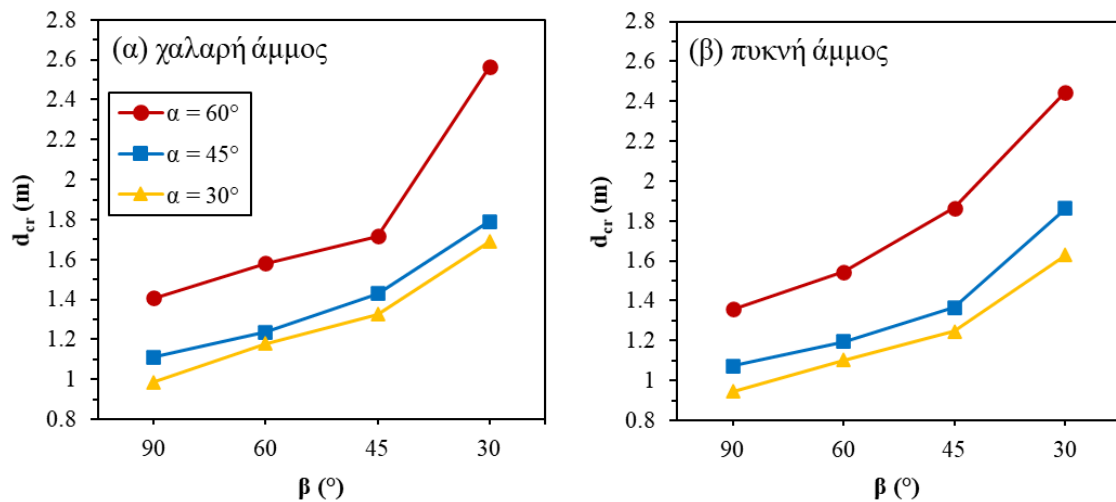 (α) χαλαρή άμμος
α = 60°
α = 45°
α = 30°
d_cr (m)
2.8
2.6
2.4
2.2
2
1.8
1.6
1.4
1.2
1
0.8
90 60 45 30
β (°)
(β) πυκνή άμμος
d_cr (m)
2.8
2.6
2.4
2.2
2
1.8
1.6
1.4
1.2
1
0.8
90 60 45 30
β (°)